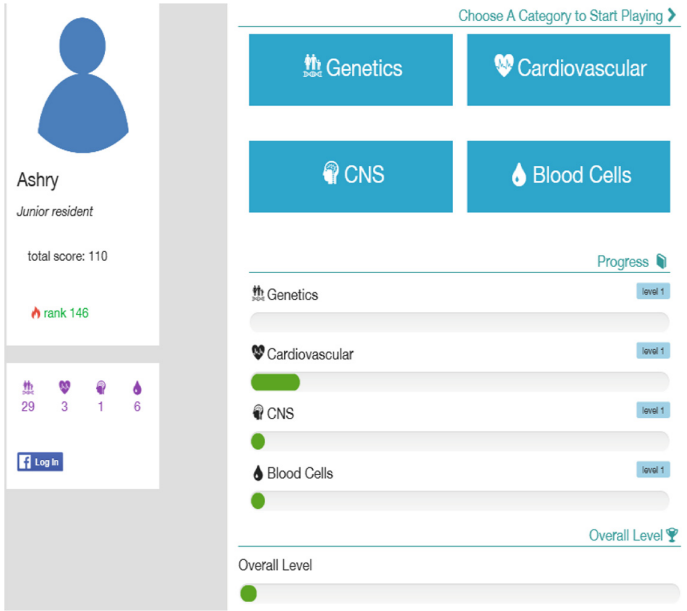 Ashry
Junior resident
total score: 110
rank 146
29 3 1 6
f Log In
Choose A Category to Start Playing
Genetics Cardiovascular
CNS Blood Cells
Progress
Genetics level 1
Cardiovascular level 1
CNS level 1
Blood Cells level 1
Overall Level
Overall Level